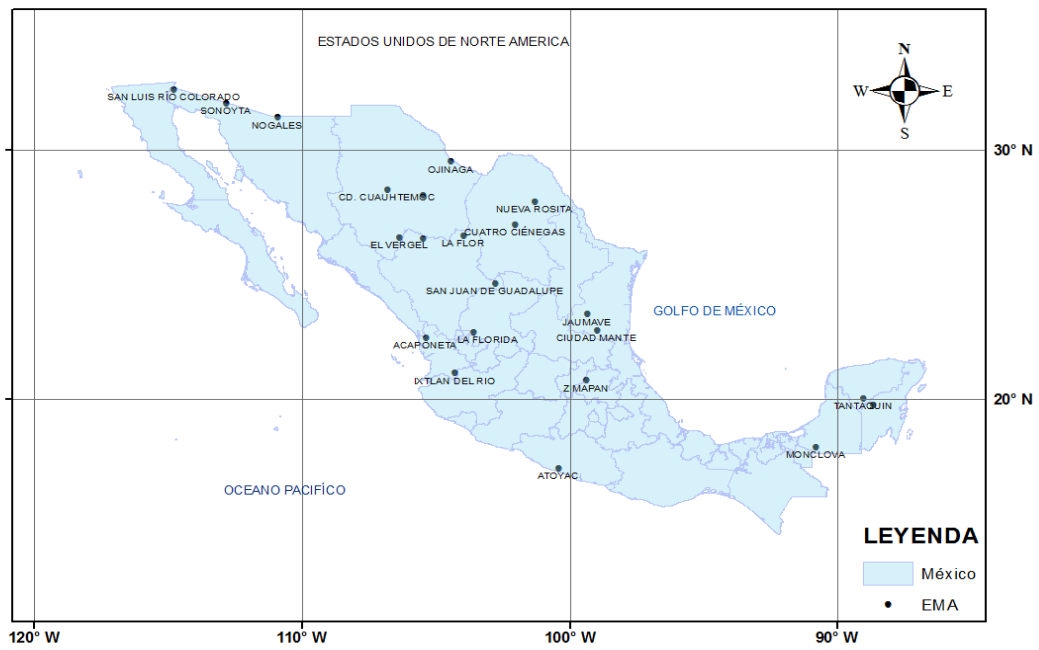 ESTADOS UNIDOS DE NORTE AMERICA
N
W
E
S
SAN LUIS RÍO COLORADO
SONOYTA
NOGALES
30° N
OJINAGA
CD. CUAUHTEMOC
NUEVA ROSITA
CUATRO CIÉNEGAS
EL VERGEL
LA FLOR
SAN JUAN DE GUADALUPE
GOLFO DE MÉXICO
JAUMAVE
CIUDAD MANTE
LA FLORIDA
ACAPONETA
IXTLAN DEL RIO
ZIMAPAN
20° N
TANTAQUIN
MONCLOVA
ATOYAC
OCEANO PACIFÍCO
LEYENDA
México
EMA
120° W
110° W
100° W
90° W